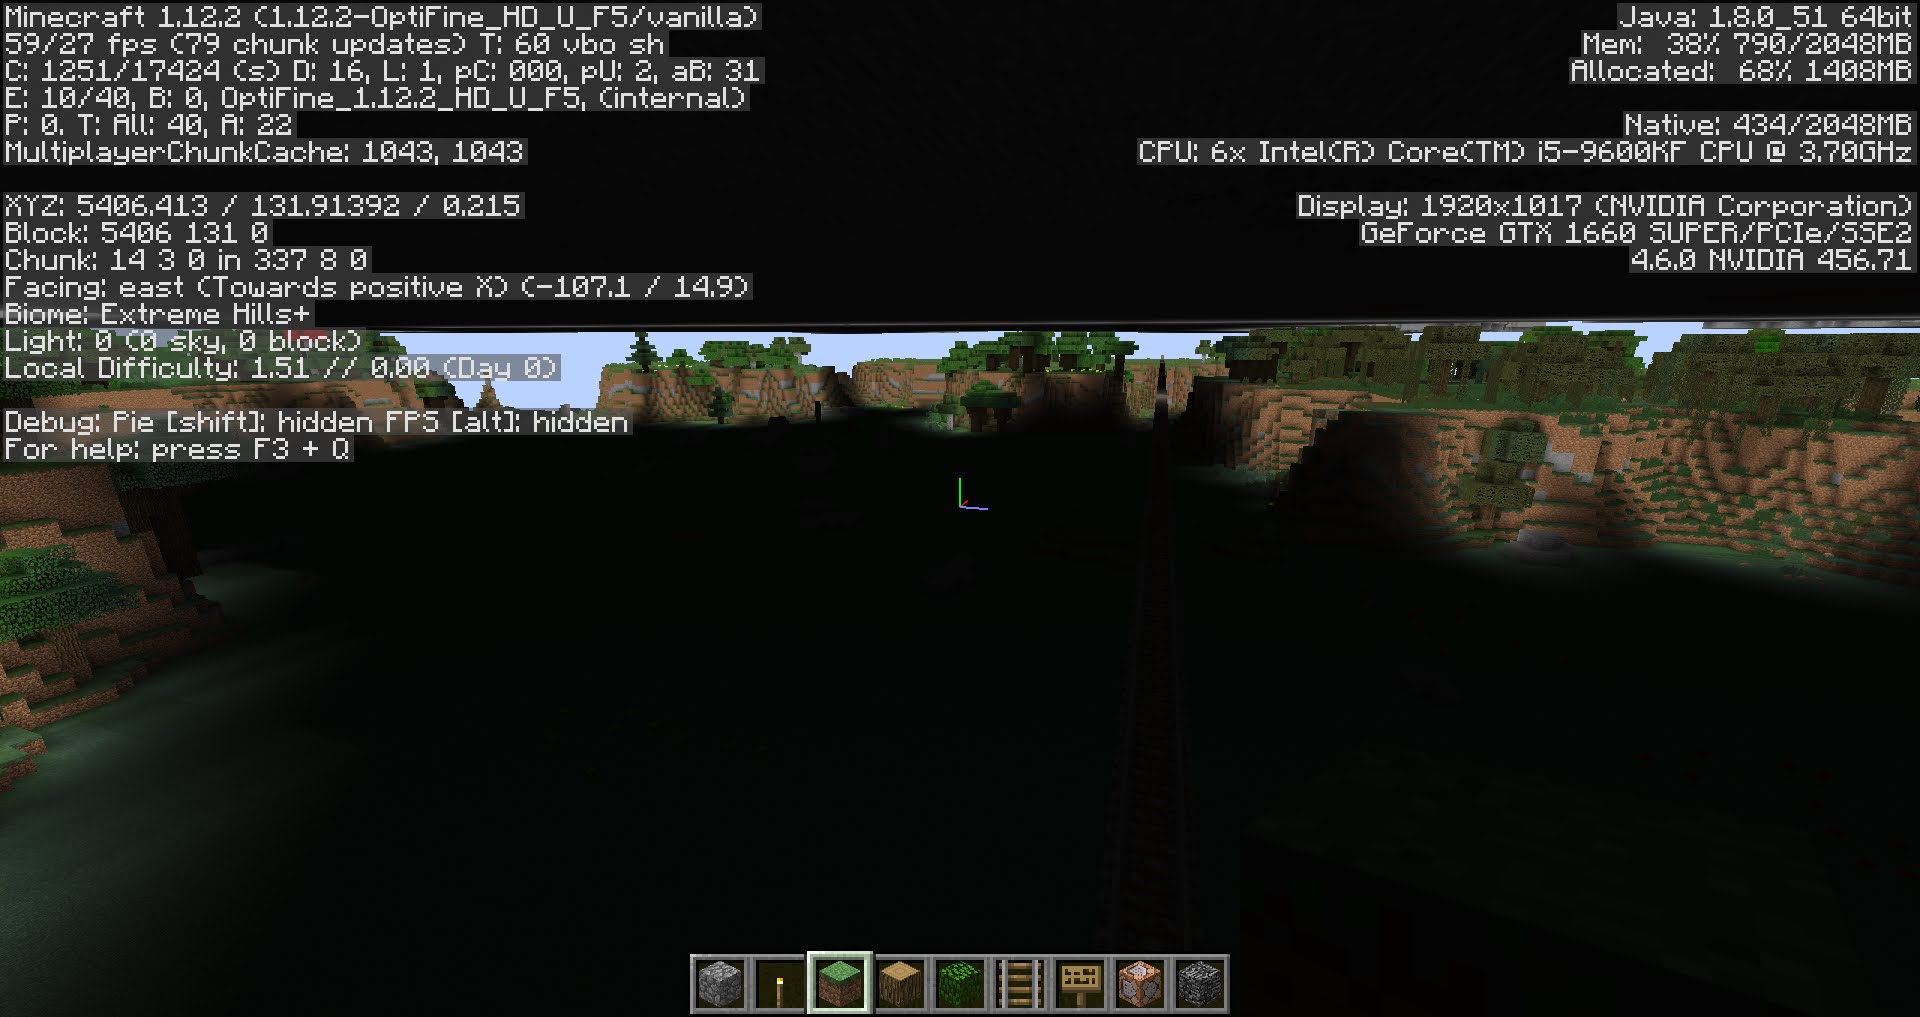 Minecraft 1.12.2 (1.12.2-OptiFine_HD_U_F5/vanilla)
59/27 fps (79 chunk updates) T: 60 vbo sh
C: 1251/17424 (s) D: 16, L: 1, pC: 000, pU: 2, aB: 31
E: 10/40, B: 0, OptiFine_1.12.2_HD_U_F5, (internal)
P: 0. T: All: 40, A: 22
MultiplayerChunkCache: 1043, 1043
XYZ: 5406.413 / 131.91392 / 0.215
Block: 5406 131 0
Chunk: 14 3 0 in 337 8 0
Facing: east (Towards positive X) (-107.1 / 14.9)
Biome: Extreme Hills+
Light: 0 (0 sky, 0 block)
Local Difficulty: 1.51 // 0.00 (Day 0)
Debug: Pie [shift]: hidden FPS [alt]: hidden
For help: press F3 + Q
Java: 1.8.0_51 64bit
Mem: 38% 790/2048MB
Allocated: 68% 1408MB
Native: 434/2048MB
CPU: 6x Intel(R) Core(TM) i5-9600KF CPU @ 3.70GHz
Display: 1920x1017 (NVIDIA Corporation)
GeForce GTX 1660 SUPER/PCIe/SSE2
4.6.0 NVIDIA 456.71